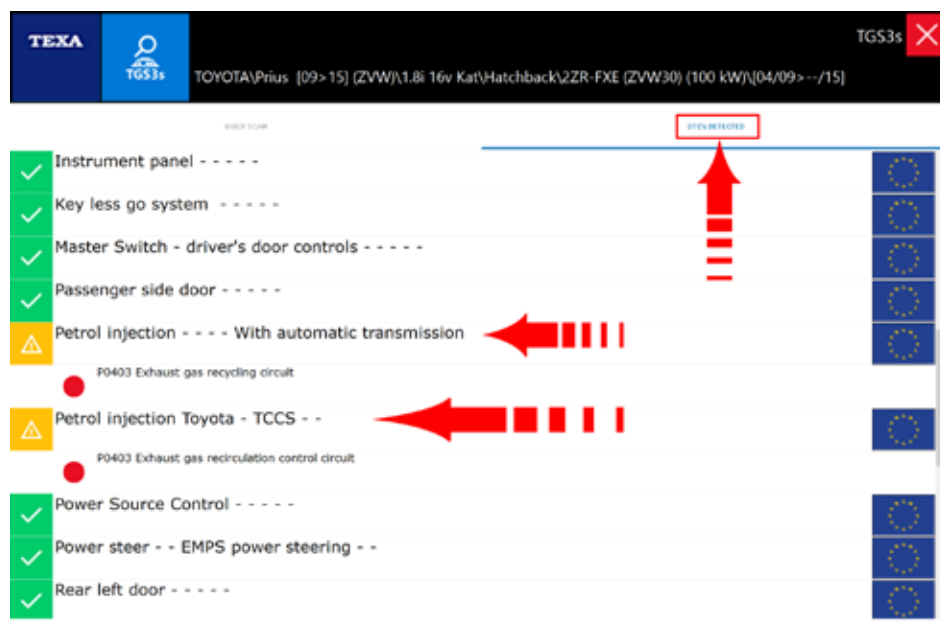 TEXA
TGS3s
TGS3s
TOYOTA\Prius [09>15] (ZVW)\1.8i 16v Kat\Hatchback\2ZR-FXE (ZVW30) (100 kW)\[04/09>--/15]
QUICK SCAN
DTCs DETECTED
Instrument panel - - - - -
Key less go system - - - - -
Master Switch - driver's door controls - - - - -
Passenger side door - - - - -
Petrol injection - - - - With automatic transmission
P0403 Exhaust gas recycling circuit
Petrol injection Toyota - TCCS - -
P0403 Exhaust gas recirculation control circuit
Power Source Control - - - - -
Power steer - - EMPS power steering - -
Rear left door - - - - -